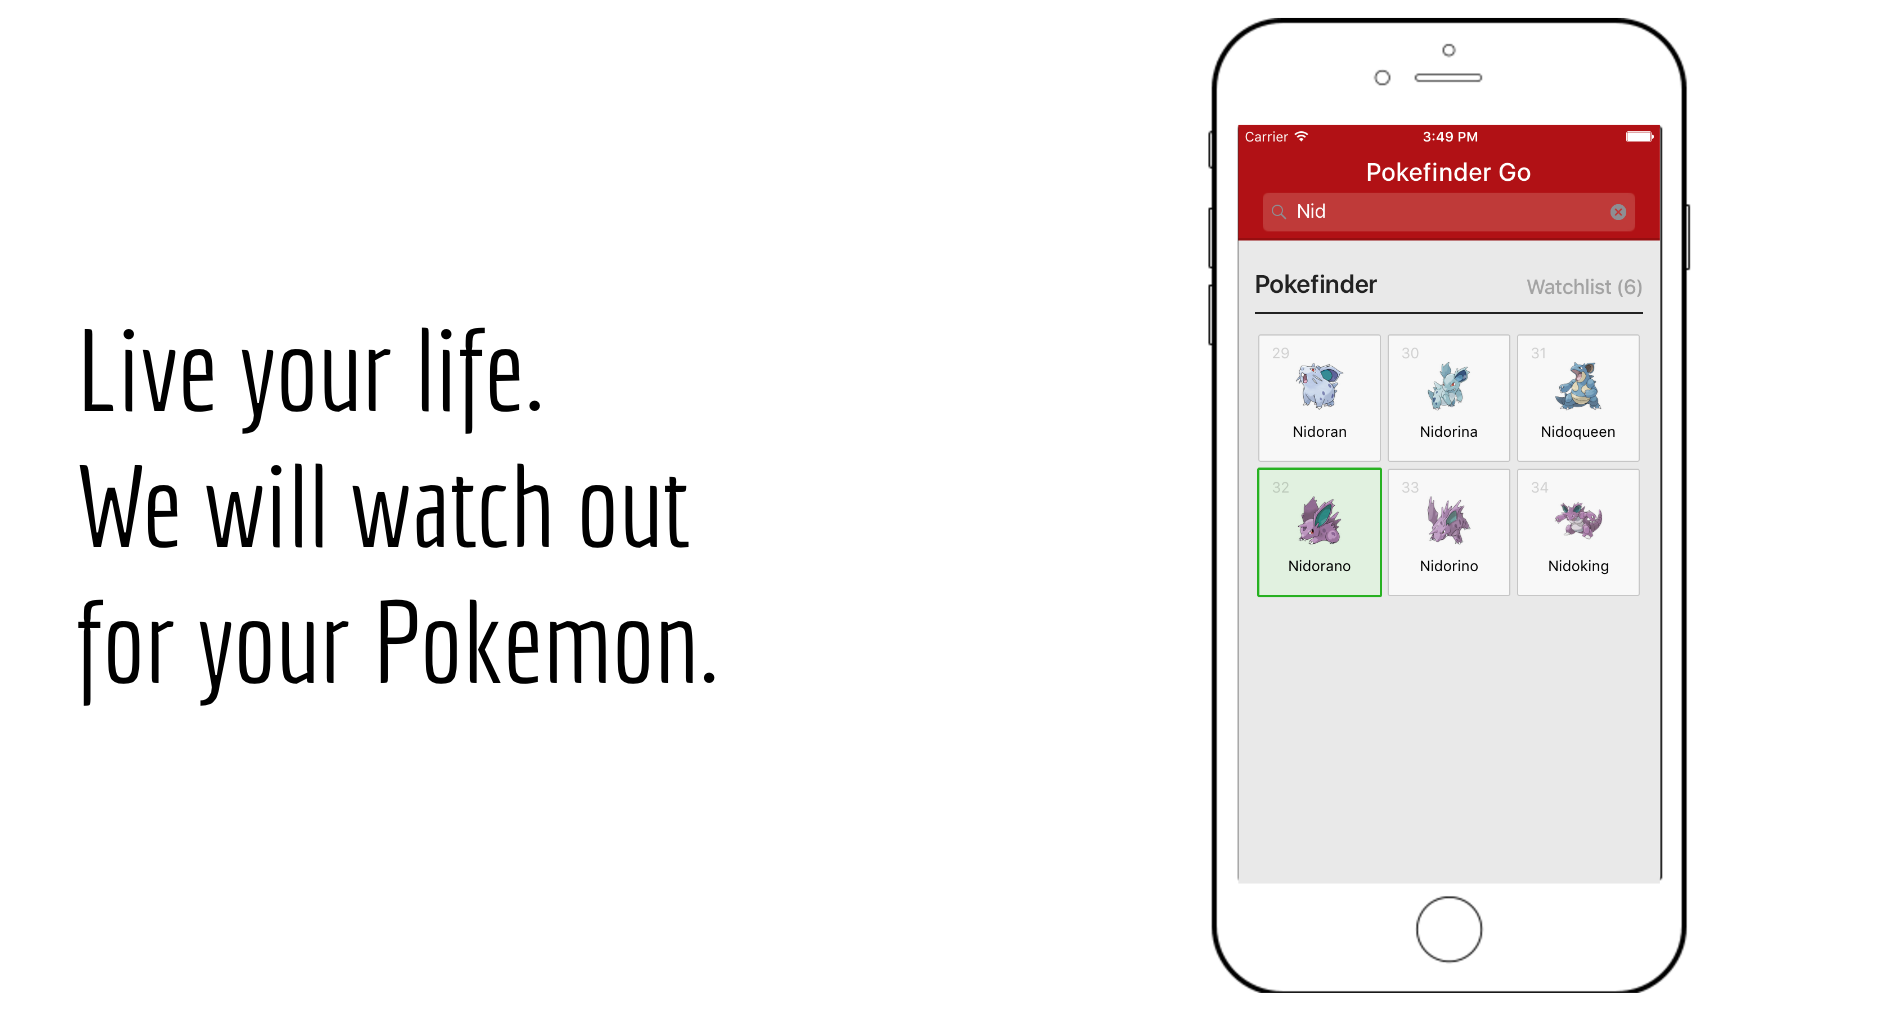 Live your life.
We will watch out
for your Pokemon.
Carrier 3:49 PM
Pokefinder Go
Nid
Pokefinder Watchlist (6)
29 30 31
Nidoran Nidorina Nidoqueen
32 33 34
Nidorano Nidorino Nidoking